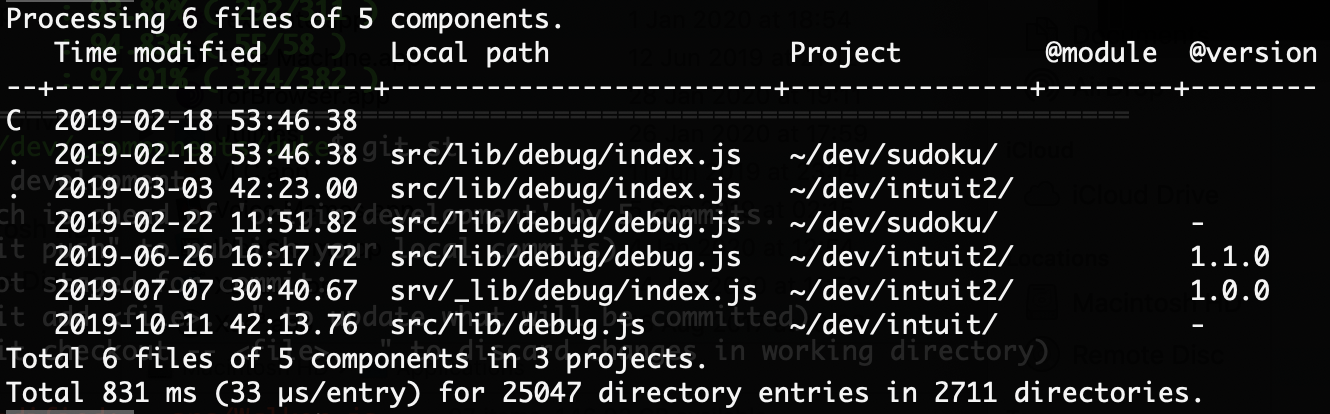 Processing 6 files of 5 components.
   Time modified        Local path               Project         @module  @version
--+--------------------+------------------------+---------------+--------+--------
C  2019-02-18 53:46.38
.  2019-02-18 53:46.38  src/lib/debug/index.js   ~/dev/sudoku/
.  2019-03-03 42:23.00  src/lib/debug/index.js   ~/dev/intuit2/
   2019-02-22 11:51.82  src/lib/debug/debug.js   ~/dev/sudoku/            -
   2019-06-26 16:17.72  src/lib/debug/debug.js   ~/dev/intuit2/           1.1.0
   2019-07-07 30:40.67  srv/_lib/debug/index.js  ~/dev/intuit2/           1.0.0
   2019-10-11 42:13.76  src/lib/debug.js         ~/dev/intuit/            -
Total 6 files of 5 components in 3 projects.
Total 831 ms (33 µs/entry) for 25047 directory entries in 2711 directories.